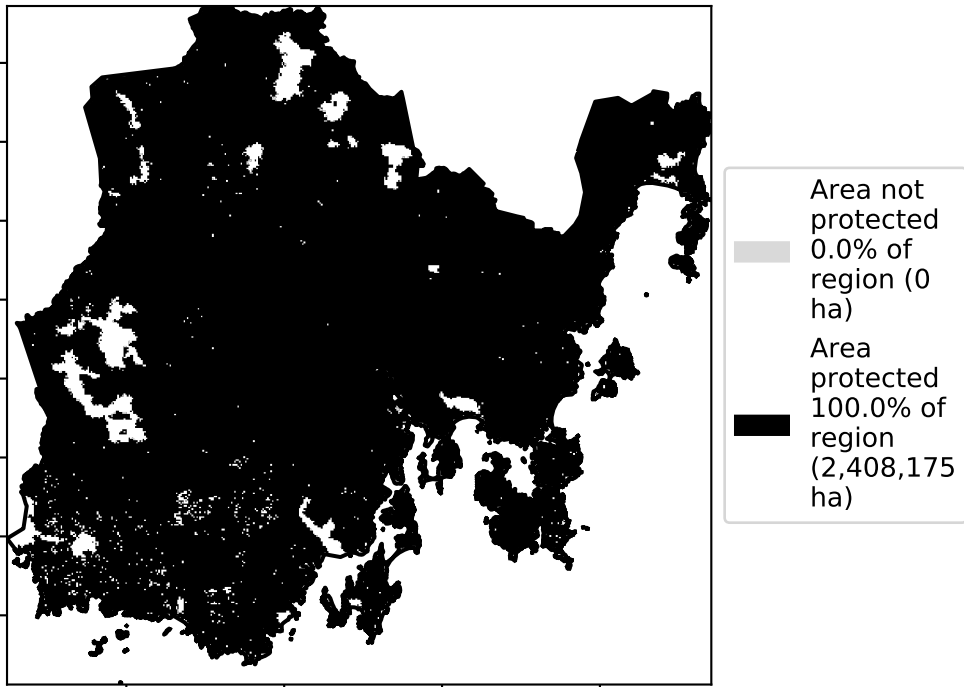 Area not
protected
0.0% of
region (0
ha)
Area
protected
100.0% of
region
(2,408,175
ha)